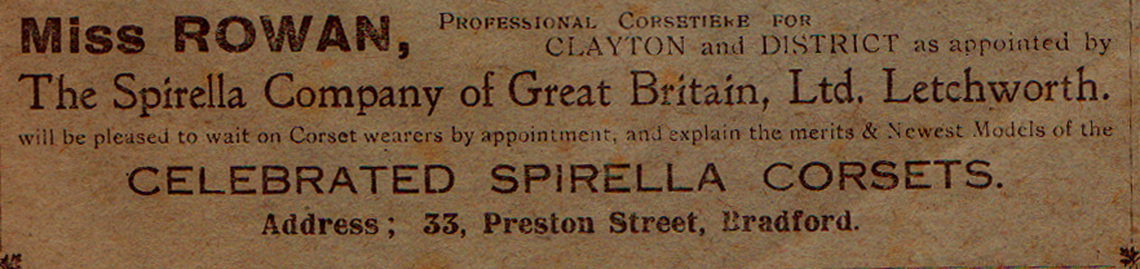 Miss ROWAN, PROFESSIONAL CORSETIERE FOR
CLAYTON and DISTRICT as appointed by
The Spirella Company of Great Britain, Ltd. Letchworth.
will be pleased to wait on Corset wearers by appointment, and explain the merits & Newest Models of the
CELEBRATED SPIRELLA CORSETS.
Address; 33, Preston Street, Bradford.